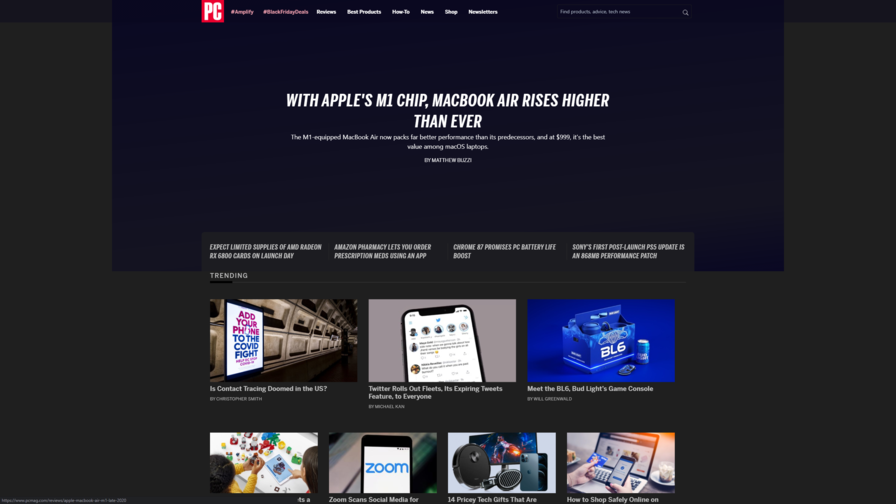 PC
#Amplify #BlackFridayDeals Reviews Best Products How-To News Shop Newsletters
Find products, advice, tech news
WITH APPLE'S M1 CHIP, MACBOOK AIR RISES HIGHER
THAN EVER
The M1-equipped MacBook Air now packs far better performance than its predecessors, and at $999, it's the best
value among macOS laptops.
BY MATTHEW BUZZI
EXPECT LIMITED SUPPLIES OF AMD RADEON
RX 6800 CARDS ON LAUNCH DAY
AMAZON PHARMACY LETS YOU ORDER
PRESCRIPTION MEDS USING AN APP
CHROME 87 PROMISES PC BATTERY LIFE
BOOST
SONY'S FIRST POST-LAUNCH PS5 UPDATE IS
AN 868MB PERFORMANCE PATCH
TRENDING
ADD
YOUR
PHONE
TO THE
COVID
FIGHT
BL6
Is Contact Tracing Doomed in the US?
BY CHRISTOPHER SMITH
Twitter Rolls Out Fleets, Its Expiring Tweets
Feature, to Everyone
BY MICHAEL KAN
Meet the BL6, Bud Light's Game Console
BY WILL GREENWALD
zoom
ts a
Zoom Scans Social Media for
14 Pricey Tech Gifts That Are
How to Shop Safely Online on
https://www.pcmag.com/reviews/apple-macbook-air-m1-late-2020